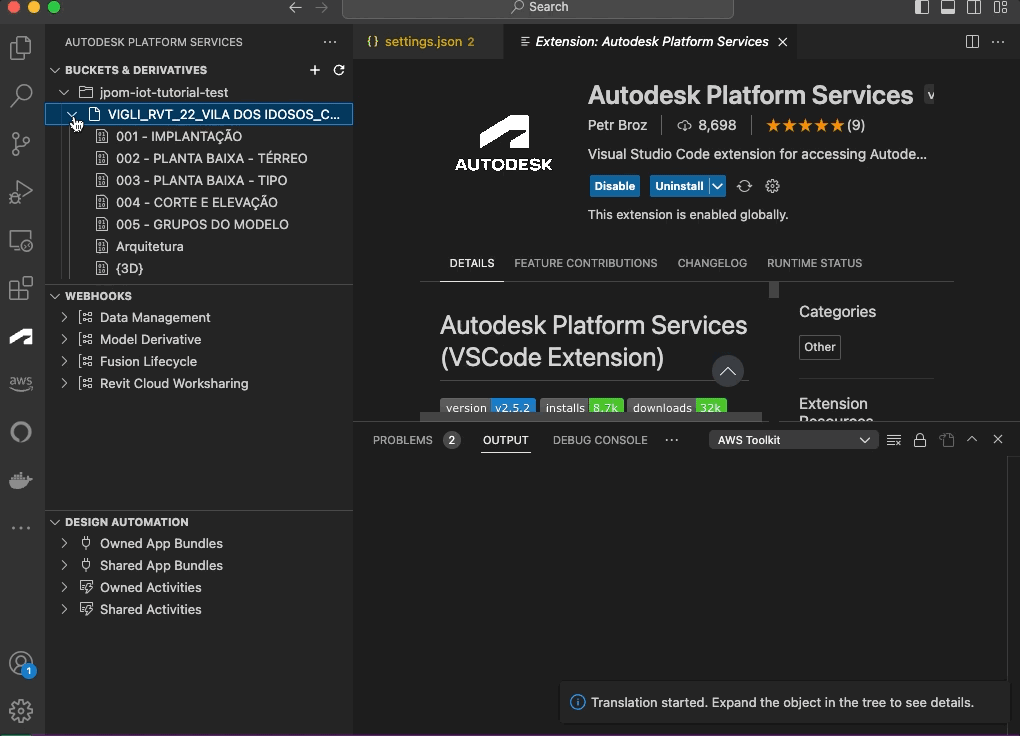 Search
AUTODESK PLATFORM SERVICES
BUCKETS & DERIVATIVES
jpom-iot-tutorial-test
VIGLI_RVT_22_VILA DOS IDOSOS_C...
001 - IMPLANTAÇÃO
002 - PLANTA BAIXA - TÉRREO
003 - PLANTA BAIXA - TIPO
004 - CORTE E ELEVAÇÃO
005 - GRUPOS DO MODELO
Arquitetura
{3D}
WEBHOOKS
Data Management
Model Derivative
Fusion Lifecycle
Revit Cloud Worksharing
DESIGN AUTOMATION
Owned App Bundles
Shared App Bundles
Owned Activities
Shared Activities
aws
1
{} settings.json 2
Extension: Autodesk Platform Services
AUTODESK
Autodesk Platform Services v
Petr Broz 8,698 ★★★★★(9)
Visual Studio Code extension for accessing Autode...
Disable Uninstall
This extension is enabled globally.
DETAILS FEATURE CONTRIBUTIONS CHANGELOG RUNTIME STATUS
Autodesk Platform Services
(VSCode Extension)
version v2.5.2 installs 8.7k downloads 32k
Categories
Other
Extension
Resources
PROBLEMS 2 OUTPUT DEBUG CONSOLE ... AWS Toolkit
Translation started. Expand the object in the tree to see details.